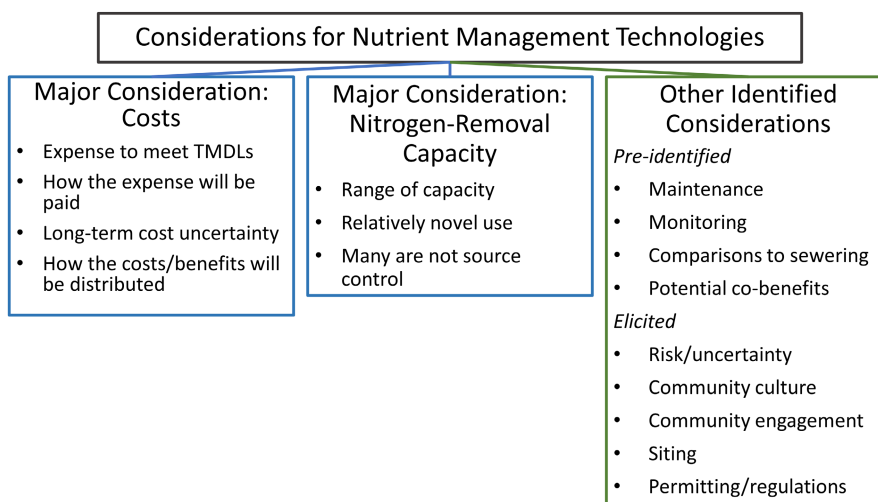 Considerations for Nutrient Management Technologies
Major Consideration:
Costs
• Expense to meet TMDLs
• How the expense will be
paid
• Long-term cost uncertainty
• How the costs/benefits will
be distributed
Major Consideration:
Nitrogen-Removal
Capacity
• Range of capacity
• Relatively novel use
• Many are not source
control
Other Identified
Considerations
Pre-identified
• Maintenance
• Monitoring
• Comparisons to sewering
• Potential co-benefits
Elicited
• Risk/uncertainty
• Community culture
• Community engagement
• Siting
• Permitting/regulations